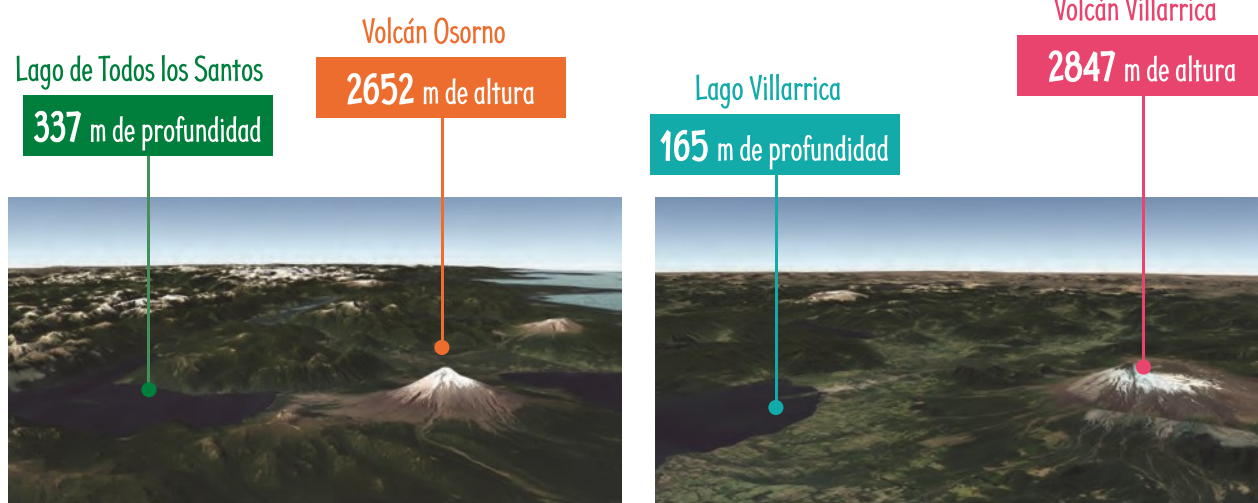 Lago de Todos los Santos
337 m de profundidad
Volcán Osorno
2652 m de altura
Lago Villarrica
165 m de profundidad
Volcán Villarrica
2847 m de altura